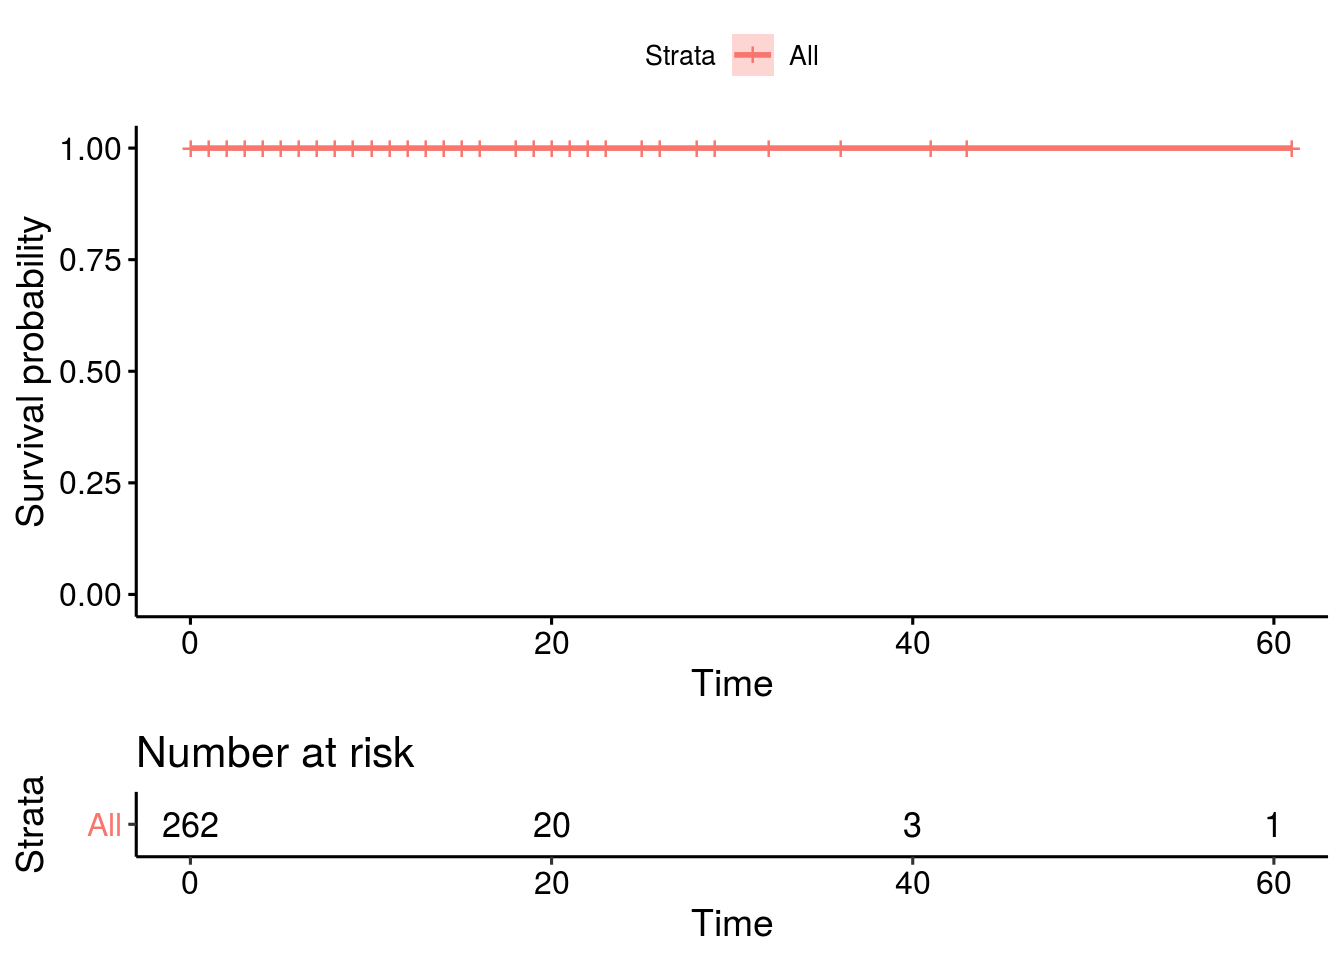 Strata All
1.00
0.75
0.50
0.25
0.00
Survival probability
0 20 40 60
Time
Number at risk
Strata
All 262 20 3 1
0 20 40 60
Time